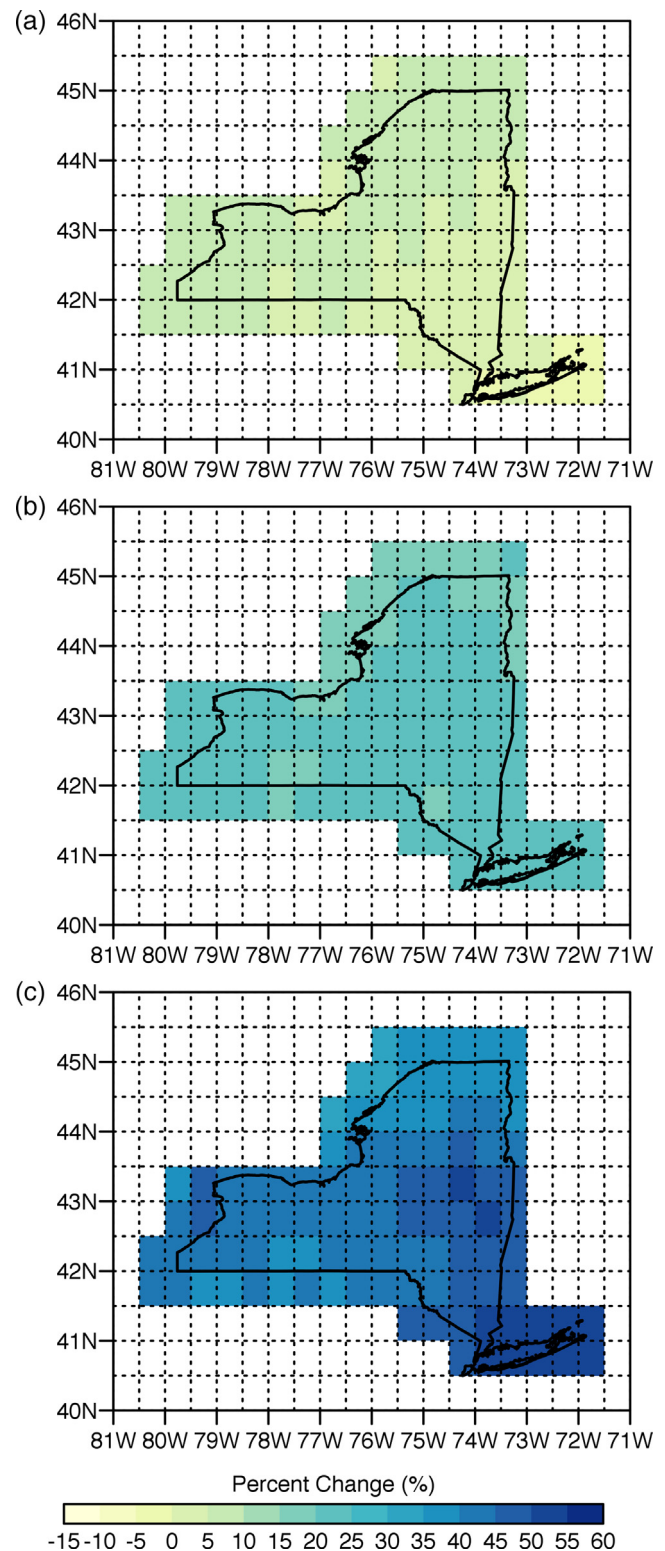 (a)
46N
45N
44N
43N
42N
41N
40N
81W 80W 79W 78W 77W 76W 75W 74W 73W 72W 71W
(b)
46N
45N
44N
43N
42N
41N
40N
81W 80W 79W 78W 77W 76W 75W 74W 73W 72W 71W
(c)
46N
45N
44N
43N
42N
41N
40N
81W 80W 79W 78W 77W 76W 75W 74W 73W 72W 71W
Percent Change (%)
-15 -10 -5 0 5 10 15 20 25 30 35 40 45 50 55 60